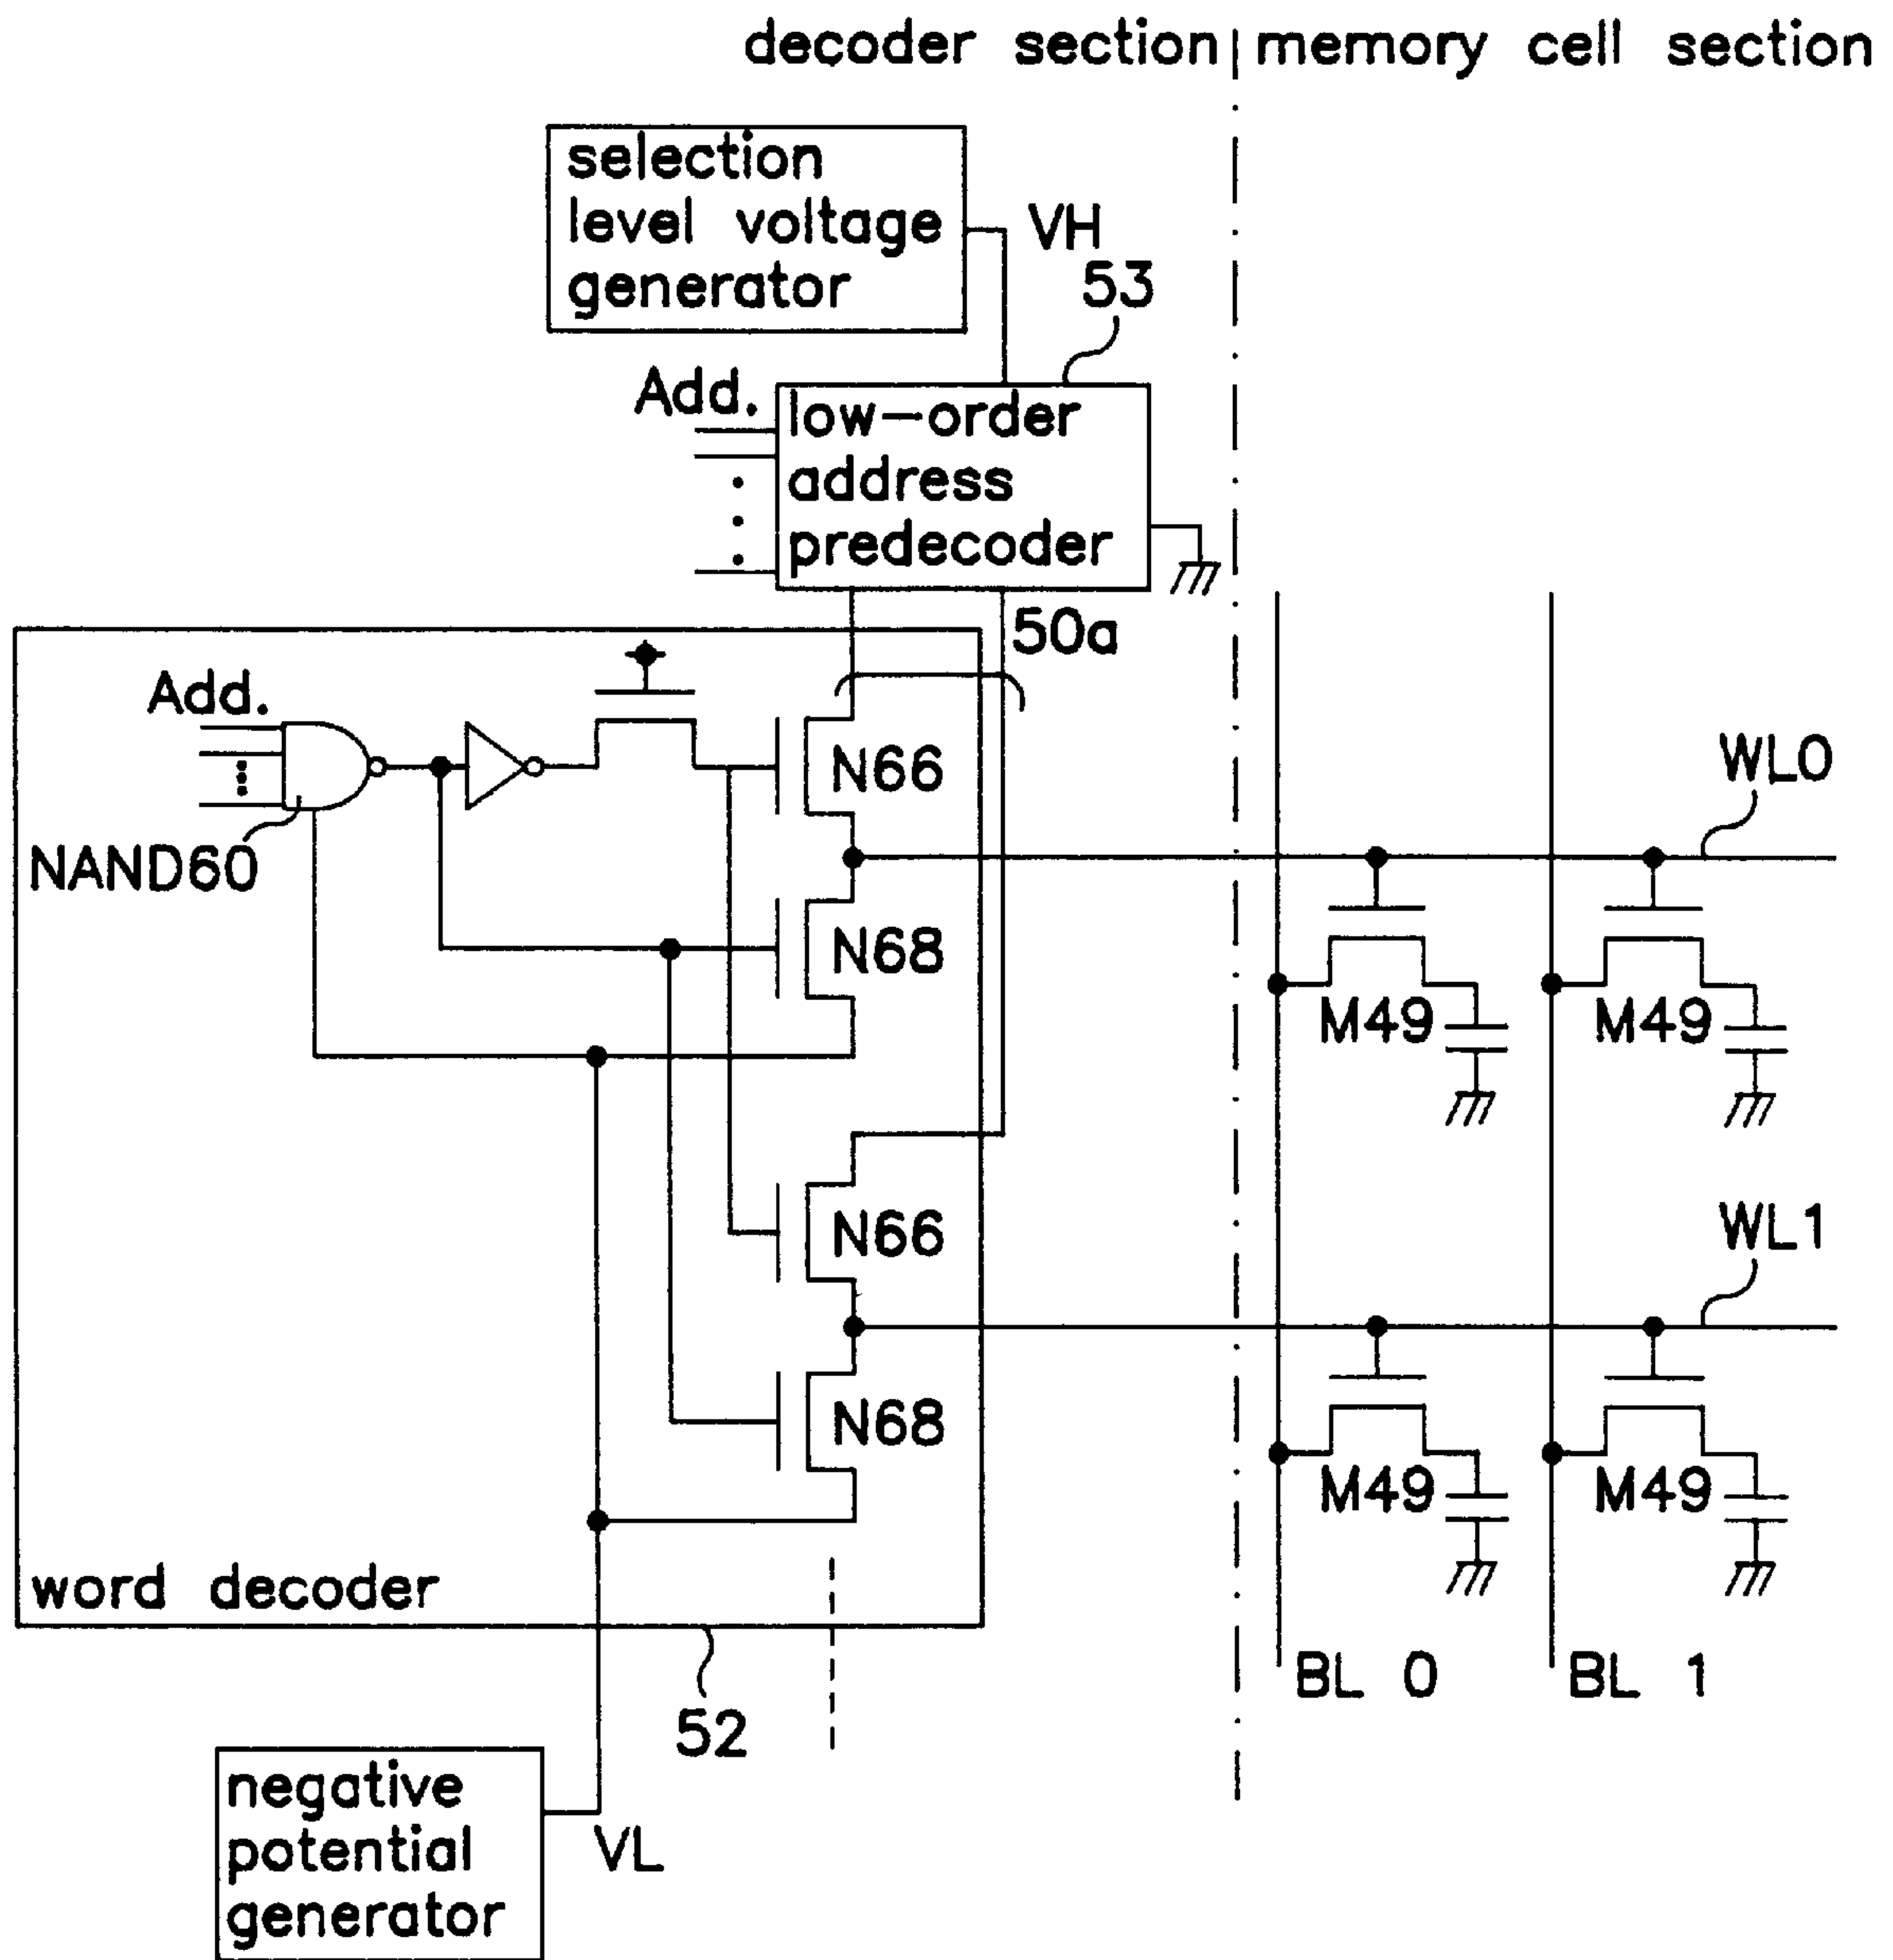 decoder section
memory cell section
selection
level voltage
generator
VH
53
Add.
low-order
address
predecoder
50a
Add.
NAND60
N66
N68
N66
N68
WL0
M49
M49
WL1
M49
M49
word decoder
52
BL 0
BL 1
negative
potential
generator
VL